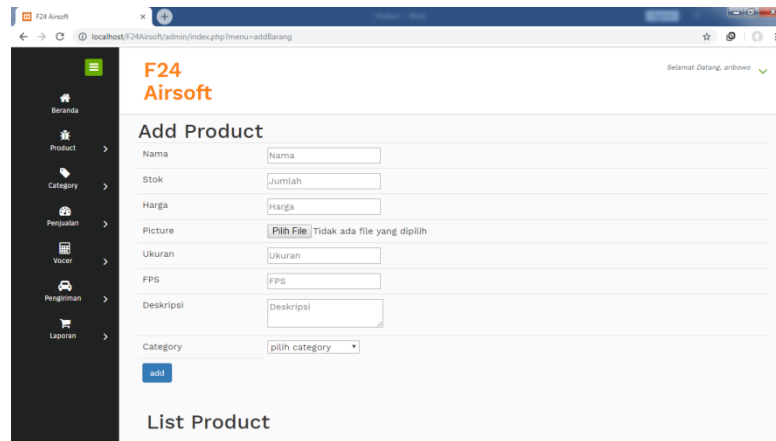 F24 Airsoft
localhost/F24Airsoft/admin/index.php?menu=addBarang
F24
Airsoft
Selamat Datang, aribowo
Beranda
Product
Category
Penjualan
Vocer
Pengiriman
Laporan
Add Product
Nama Nama
Stok Jumlah
Harga Harga
Picture Pilih File Tidak ada file yang dipilih
Ukuran Ukuran
FPS FPS
Deskripsi Deskripsi
Category pilih category
add
List Product